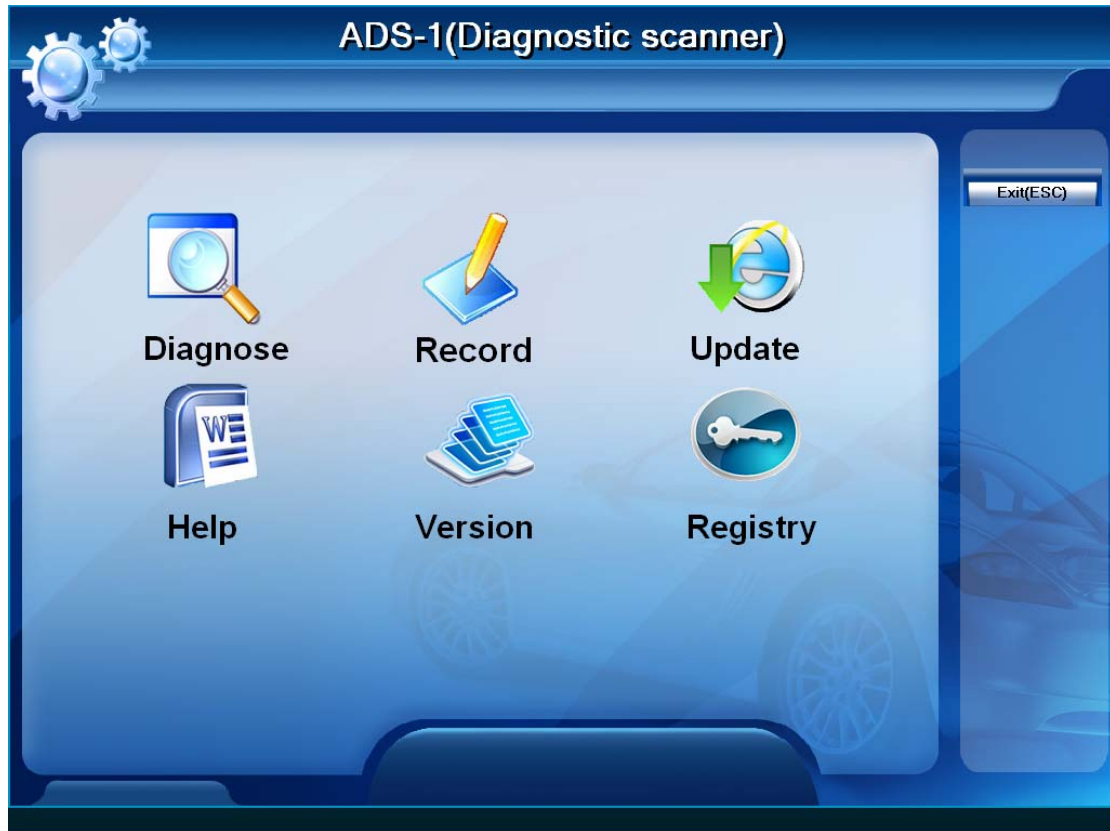 ADS-1(Diagnostic scanner)
Exit(ESC)
Diagnose Record Update
W
Help Version Registry